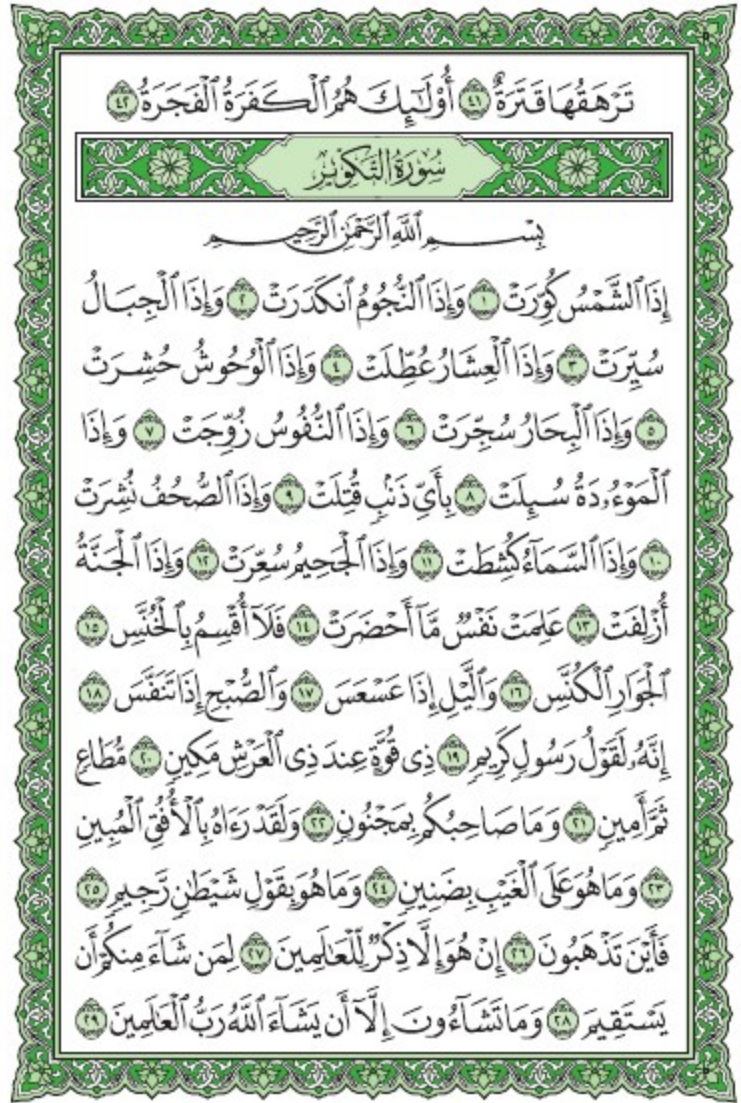 تَرْهَقُهَا قَتَرَةٌ ٤١ أُو۟لَـٰٓئِكَ هُمُ ٱلْكَفَرَةُ ٱلْفَجَرَةُ ٤٢
سُورَةُ التَّكْوِيرِ
بِسْمِ ٱللَّهِ ٱلرَّحْمَـٰنِ ٱلرَّحِيمِ
إِذَا ٱلشَّمْسُ كُوِّرَتْ ١ وَإِذَا ٱلنُّجُومُ ٱنكَدَرَتْ ٢ وَإِذَا ٱلْجِبَالُ
سُيِّرَتْ ٣ وَإِذَا ٱلْعِشَارُ عُطِّلَتْ ٤ وَإِذَا ٱلْوُحُوشُ حُشِرَتْ
٥ وَإِذَا ٱلْبِحَارُ سُجِّرَتْ ٦ وَإِذَا ٱلنُّفُوسُ زُوِّجَتْ ٧ وَإِذَا
ٱلْمَوْءُۥدَةُ سُئِلَتْ ٨ بِأَىِّ ذَنۢبٍ قُتِلَتْ ٩ وَإِذَا ٱلصُّحُفُ نُشِرَتْ
١٠ وَإِذَا ٱلسَّمَآءُ كُشِطَتْ ١١ وَإِذَا ٱلْجَحِيمُ سُعِّرَتْ ١٢ وَإِذَا ٱلْجَنَّةُ
أُزْلِفَتْ ١٣ عَلِمَتْ نَفْسٌ مَّآ أَحْضَرَتْ ١٤ فَلَآ أُقْسِمُ بِٱلْخُنَّسِ ١٥
ٱلْجَوَارِ ٱلْكُنَّسِ ١٦ وَٱلَّيْلِ إِذَا عَسْعَسَ ١٧ وَٱلصُّبْحِ إِذَا تَنَفَّسَ ١٨
إِنَّهُۥ لَقَوْلُ رَسُولٍ كَرِيمٍ ١٩ ذِى قُوَّةٍ عِندَ ذِى ٱلْعَرْشِ مَكِينٍ ٢٠ مُّطَاعٍ
ثَمَّ أَمِينٍ ٢١ وَمَا صَاحِبُكُم بِمَجْنُونٍ ٢٢ وَلَقَدْ رَءَاهُ بِٱلْأُفُقِ ٱلْمُبِينِ
٢٣ وَمَا هُوَ عَلَى ٱلْغَيْبِ بِضَنِينٍ ٢٤ وَمَا هُوَ بِقَوْلِ شَيْطَـٰنٍ رَّجِيمٍ ٢٥
فَأَيْنَ تَذْهَبُونَ ٢٦ إِنْ هُوَ إِلَّا ذِكْرٌ لِّلْعَـٰلَمِينَ ٢٧ لِمَن شَآءَ مِنكُمْ أَن
يَسْتَقِيمَ ٢٨ وَمَا تَشَآءُونَ إِلَّآ أَن يَشَآءَ ٱللَّهُ رَبُّ ٱلْعَـٰلَمِينَ ٢٩